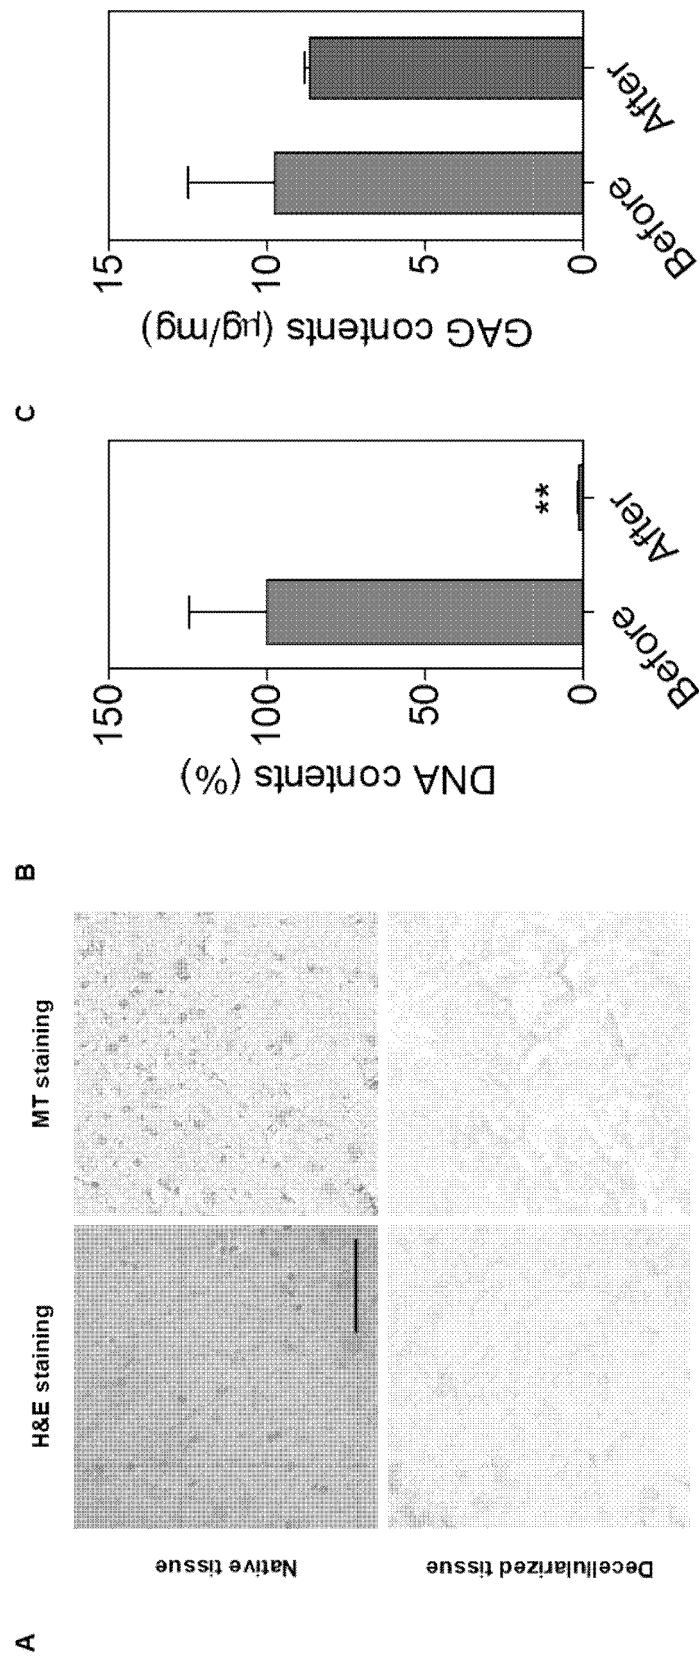 A
H&E staining
MT staining
Native tissue
Decellularized tissue
B
DNA contents (%)
150
100
50
0
**
Before
After
C
GAG contents (µg/mg)
15
10
5
0
Before
After